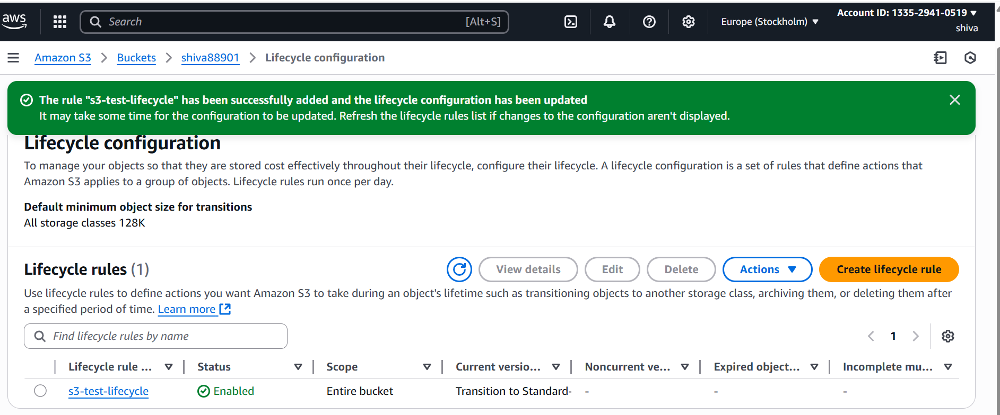 aws
Search [Alt+S]
Europe (Stockholm)
Account ID: 1335-2941-0519
shiva
Amazon S3 > Buckets > shiva88901 > Lifecycle configuration
The rule "s3-test-lifecycle" has been successfully added and the lifecycle configuration has been updated
It may take some time for the configuration to be updated. Refresh the lifecycle rules list if changes to the configuration aren't displayed.
Lifecycle configuration
To manage your objects so that they are stored cost effectively throughout their lifecycle, configure their lifecycle. A lifecycle configuration is a set of rules that define actions that
Amazon S3 applies to a group of objects. Lifecycle rules run once per day.
Default minimum object size for transitions
All storage classes 128K
Lifecycle rules (1)
View details
Edit
Delete
Actions
Create lifecycle rule
Use lifecycle rules to define actions you want Amazon S3 to take during an object's lifetime such as transitioning objects to another storage class, archiving them, or deleting them after
a specified period of time. Learn more
Find lifecycle rules by name
1
Lifecycle rule ... Status Scope Current versio... Noncurrent ve... Expired object... Incomplete mu...
s3-test-lifecycle Enabled Entire bucket Transition to Standard- - - -